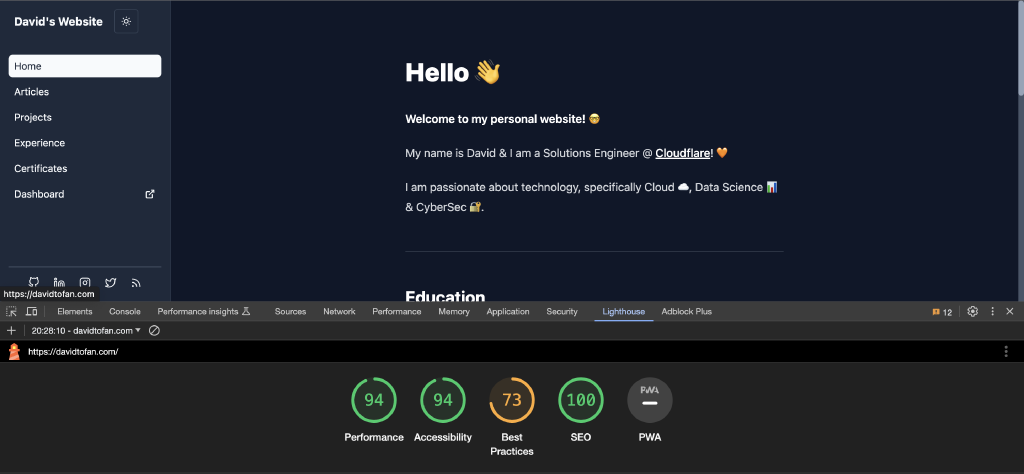 David's Website
Home
Articles
Projects
Experience
Certificates
Dashboard
Hello 👋
Welcome to my personal website! 🤓
My name is David & I am a Solutions Engineer @ Cloudflare! 🧡
I am passionate about technology, specifically Cloud ☁️, Data Science 📊
& CyberSec 🔐.
Education
https://davidtofan.com
Elements Console Performance insights Sources Network Performance Memory Application Security Lighthouse Adblock Plus 12
20:28:10 - davidtofan.com
https://davidtofan.com/
94 94 73 100 PWA
Performance Accessibility Best Practices SEO PWA